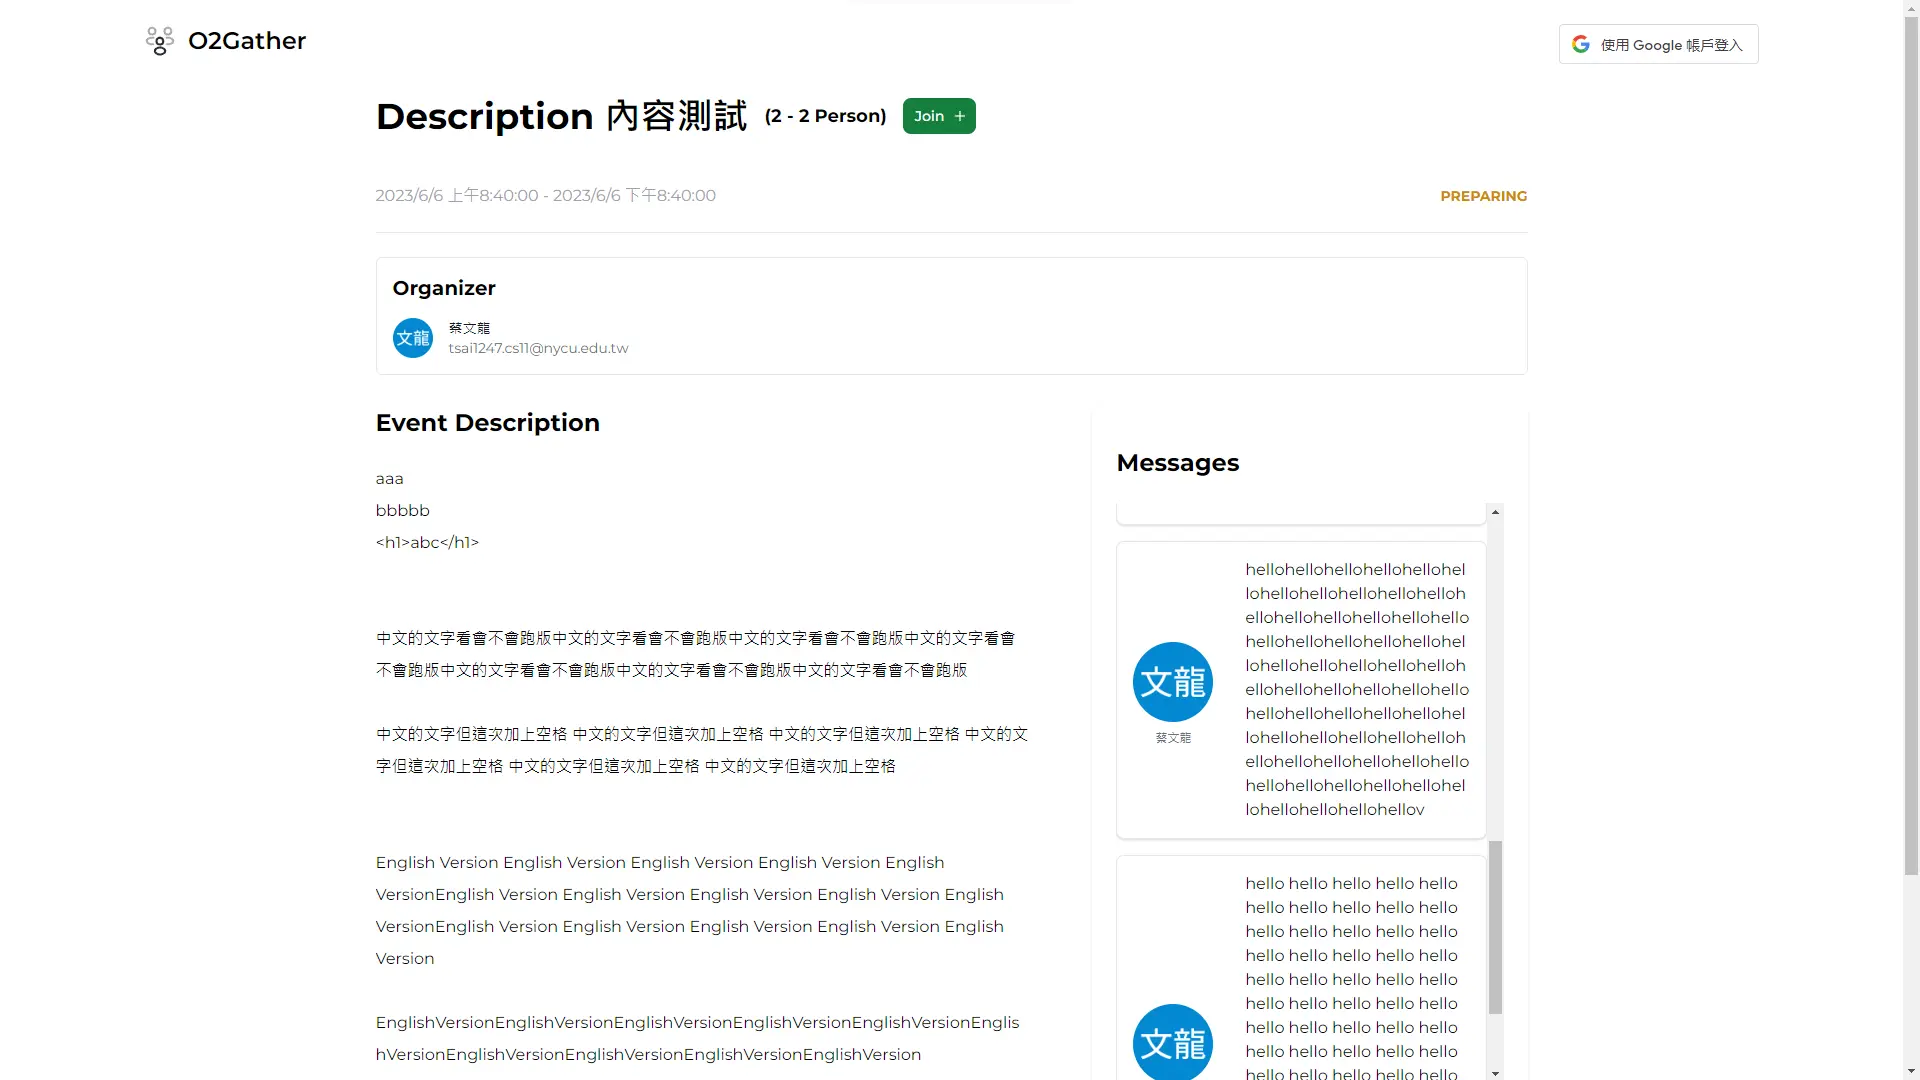 O2Gather
使用 Google 帳戶登入
Description 內容測試 (2 - 2 Person) Join +
2023/6/6 上午8:40:00 - 2023/6/6 下午8:40:00
PREPARING
Organizer
文龍
蔡文龍
tsai1247.cs11@nycu.edu.tw
Event Description
aaa
bbbbb
<h1>abc</h1>
中文的文字看會不會跑版中文的文字看會不會跑版中文的文字看會不會跑版中文的文字看會
不會跑版中文的文字看會不會跑版中文的文字看會不會跑版中文的文字看會不會跑版
中文的文字但這次加上空格 中文的文字但這次加上空格 中文的文字但這次加上空格 中文的文
字但這次加上空格 中文的文字但這次加上空格 中文的文字但這次加上空格
English Version English Version English Version English Version English
VersionEnglish Version English Version English Version English Version English
VersionEnglish Version English Version English Version English Version English
Version
EnglishVersionEnglishVersionEnglishVersionEnglishVersionEnglishVersionEnglis
hVersionEnglishVersionEnglishVersionEnglishVersionEnglishVersion
Messages
文龍
蔡文龍
hellohellohellohellohellohel
lohellohellohellohellohelloh
ellohellohellohellohellohello
hellohellohellohellohellohel
lohellohellohellohellohelloh
ellohellohellohellohellohello
hellohellohellohellohellohel
lohellohellohellohellohelloh
ellohellohellohellohellohello
hellohellohellohellohellohel
lohellohellohellohellov
文龍
hello hello hello hello hello
hello hello hello hello hello
hello hello hello hello hello
hello hello hello hello hello
hello hello hello hello hello
hello hello hello hello hello
hello hello hello hello hello
hello hello hello hello hello
hello hello hello hello hello